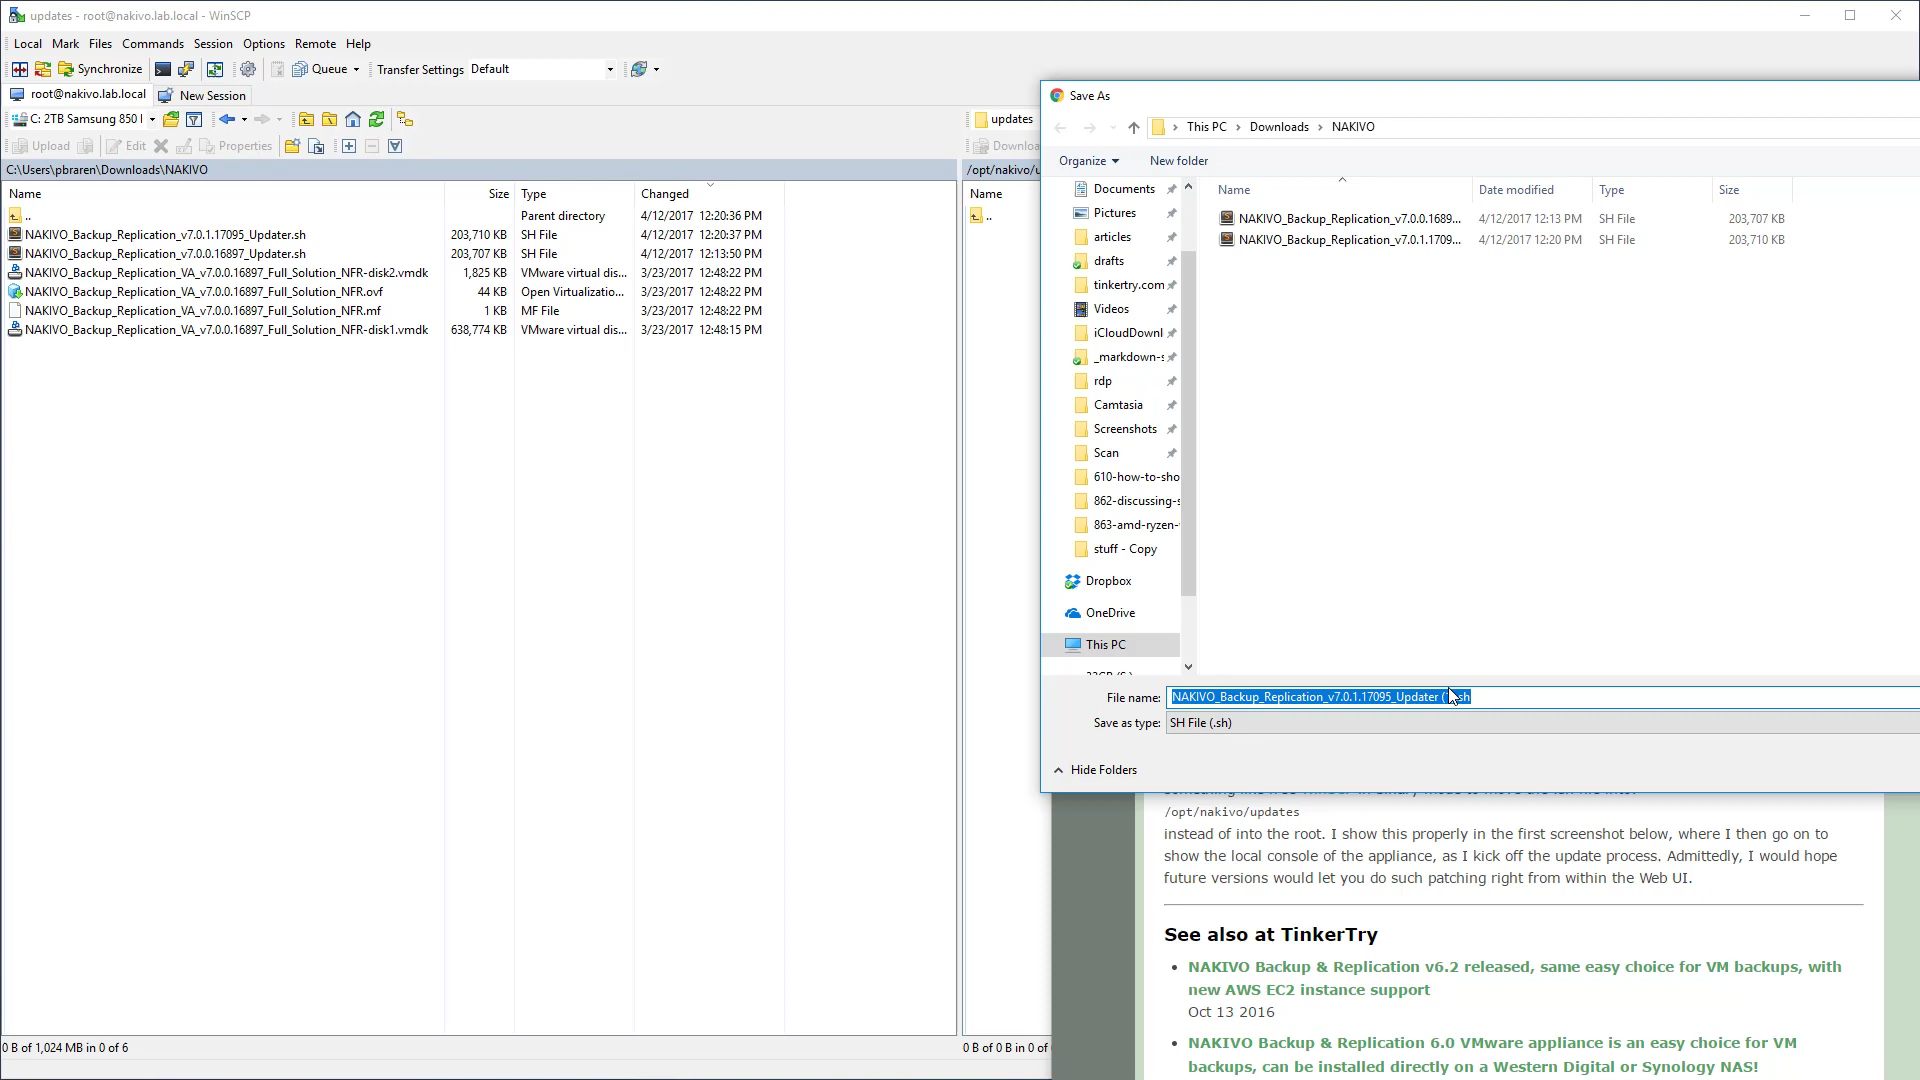 updates - root@nakivo.lab.local - WinSCP
Local Mark Files Commands Session Options Remote Help
Synchronize Queue Transfer Settings Default
root@nakivo.lab.local New Session
C: 2TB Samsung 850 updates
Upload Edit Properties
C:\Users\pbraren\Downloads\NAKIVO /opt/nakivo/
Name Size Type Changed Name
.. Parent directory 4/12/2017 12:20:36 PM ..
NAKIVO_Backup_Replication_v7.0.1.17095_Updater.sh 203,710 KB SH File 4/12/2017 12:20:37 PM
NAKIVO_Backup_Replication_v7.0.0.16897_Updater.sh 203,707 KB SH File 4/12/2017 12:13:50 PM
NAKIVO_Backup_Replication_VA_v7.0.0.16897_Full_Solution_NFR-disk2.vmdk 1,825 KB VMware virtual dis... 3/23/2017 12:48:22 PM
NAKIVO_Backup_Replication_VA_v7.0.0.16897_Full_Solution_NFR.ovf 44 KB Open Virtualizatio... 3/23/2017 12:48:22 PM
NAKIVO_Backup_Replication_VA_v7.0.0.16897_Full_Solution_NFR.mf 1 KB MF File 3/23/2017 12:48:22 PM
NAKIVO_Backup_Replication_VA_v7.0.0.16897_Full_Solution_NFR-disk1.vmdk 638,774 KB VMware virtual dis... 3/23/2017 12:48:15 PM
0 B of 1,024 MB in 0 of 6 0 B of 0 B in 0 of
Save As
This PC > Downloads > NAKIVO
Organize New folder
Name Date modified Type Size
NAKIVO_Backup_Replication_v7.0.0.1689... 4/12/2017 12:13 PM SH File 203,707 KB
NAKIVO_Backup_Replication_v7.0.1.1709... 4/12/2017 12:20 PM SH File 203,710 KB
Documents
Pictures
articles
drafts
tinkertry.com
Videos
iCloudDownl
_markdown-s
rdp
Camtasia
Screenshots
Scan
610-how-to-sho
862-discussing-s
863-amd-ryzen-
stuff - Copy
Dropbox
OneDrive
This PC
File name: NAKIVO_Backup_Replication_v7.0.1.17095_Updater
Save as type: SH File (.sh)
Hide Folders
/opt/nakivo/updates
instead of into the root. I show this properly in the first screenshot below, where I then go on to
show the local console of the appliance, as I kick off the update process. Admittedly, I would hope
future versions would let you do such patching right from within the Web UI.
See also at TinkerTry
• NAKIVO Backup & Replication v6.2 released, same easy choice for VM backups, with
new AWS EC2 instance support
Oct 13 2016
• NAKIVO Backup & Replication 6.0 VMware appliance is an easy choice for VM
backups, can be installed directly on a Western Digital or Synology NAS!